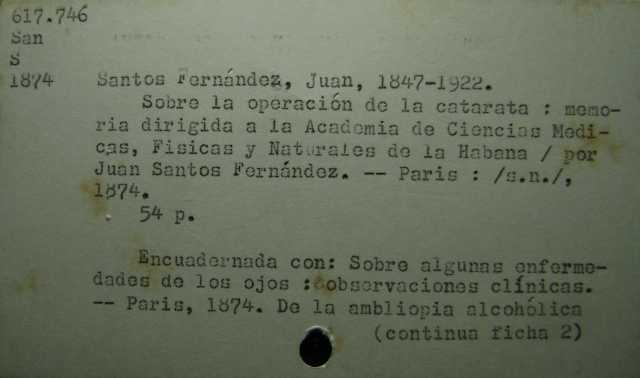 617.746
San
S
1874 Santos Fernández, Juan, 1847-1922.
Sobre la operación de la catarata : memo-
ria dirigida a la Academia de Ciencias Medi-
cas, Fisicas y Naturales de la Habana / por
Juan Santos Fernández. -- Paris : /s.n./,
1874.
54 p.
Encuadernada con: Sobre algunas enferme-
dades de los ojos : observaciones clínicas.
-- Paris, 1874. De la ambliopia alcohólica
(continua ficha 2)